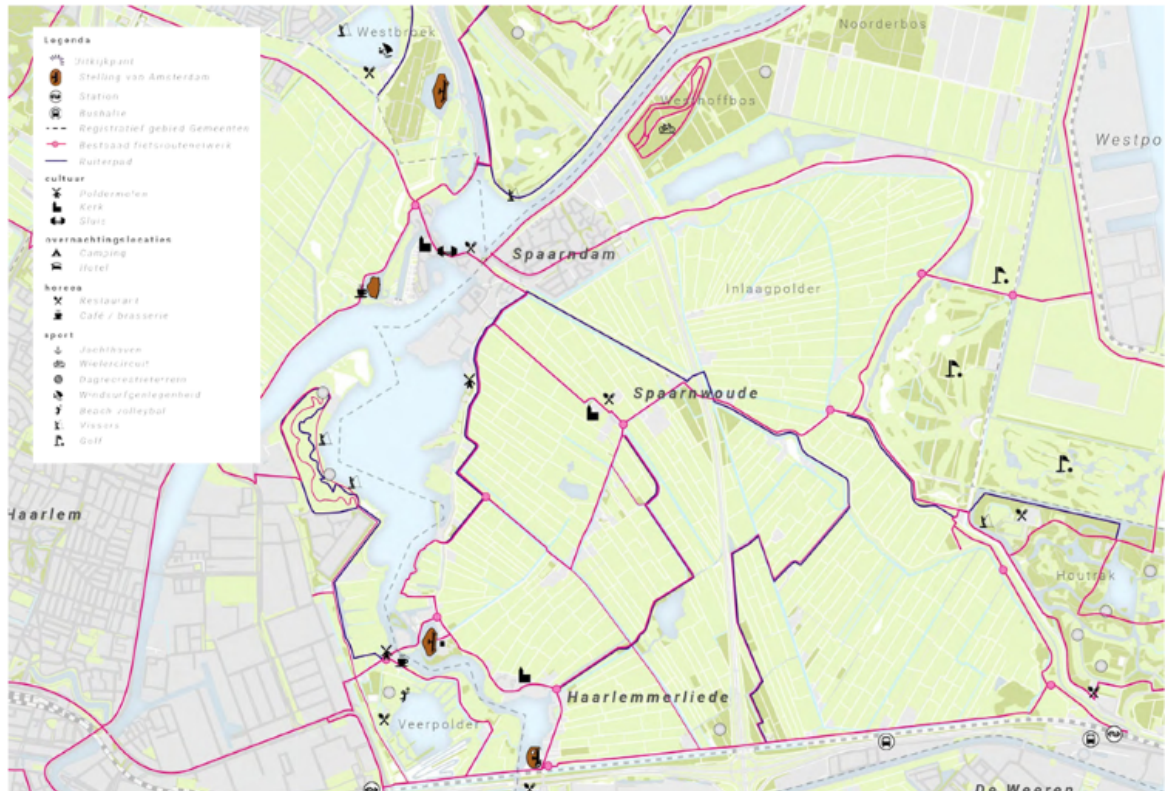 Legenda
Uitkijkpunt
Stelling van Amsterdam
Station
Bushalte
Registratief gebied Gemeenten
Bestaand fietsroutenetwerk
Ruiterpad
cultuur
Poldermolen
Kerk
Sluis
overnachtingslocaties
Camping
Hotel
horeca
Restaurant
Café / brasserie
sport
Jachthaven
Wielercircuit
Dagrecreatieterrein
Windsurfgelegenheid
Beach volleybal
Vissers
Golf
Westbroek
Noorderbos
Westhoffbos
Westpo
Spaarndam
Inlaagpolder
Spaarnwoude
Haarlem
Houtrak
Haarlemmerliede
Veerpolder
De Weeren